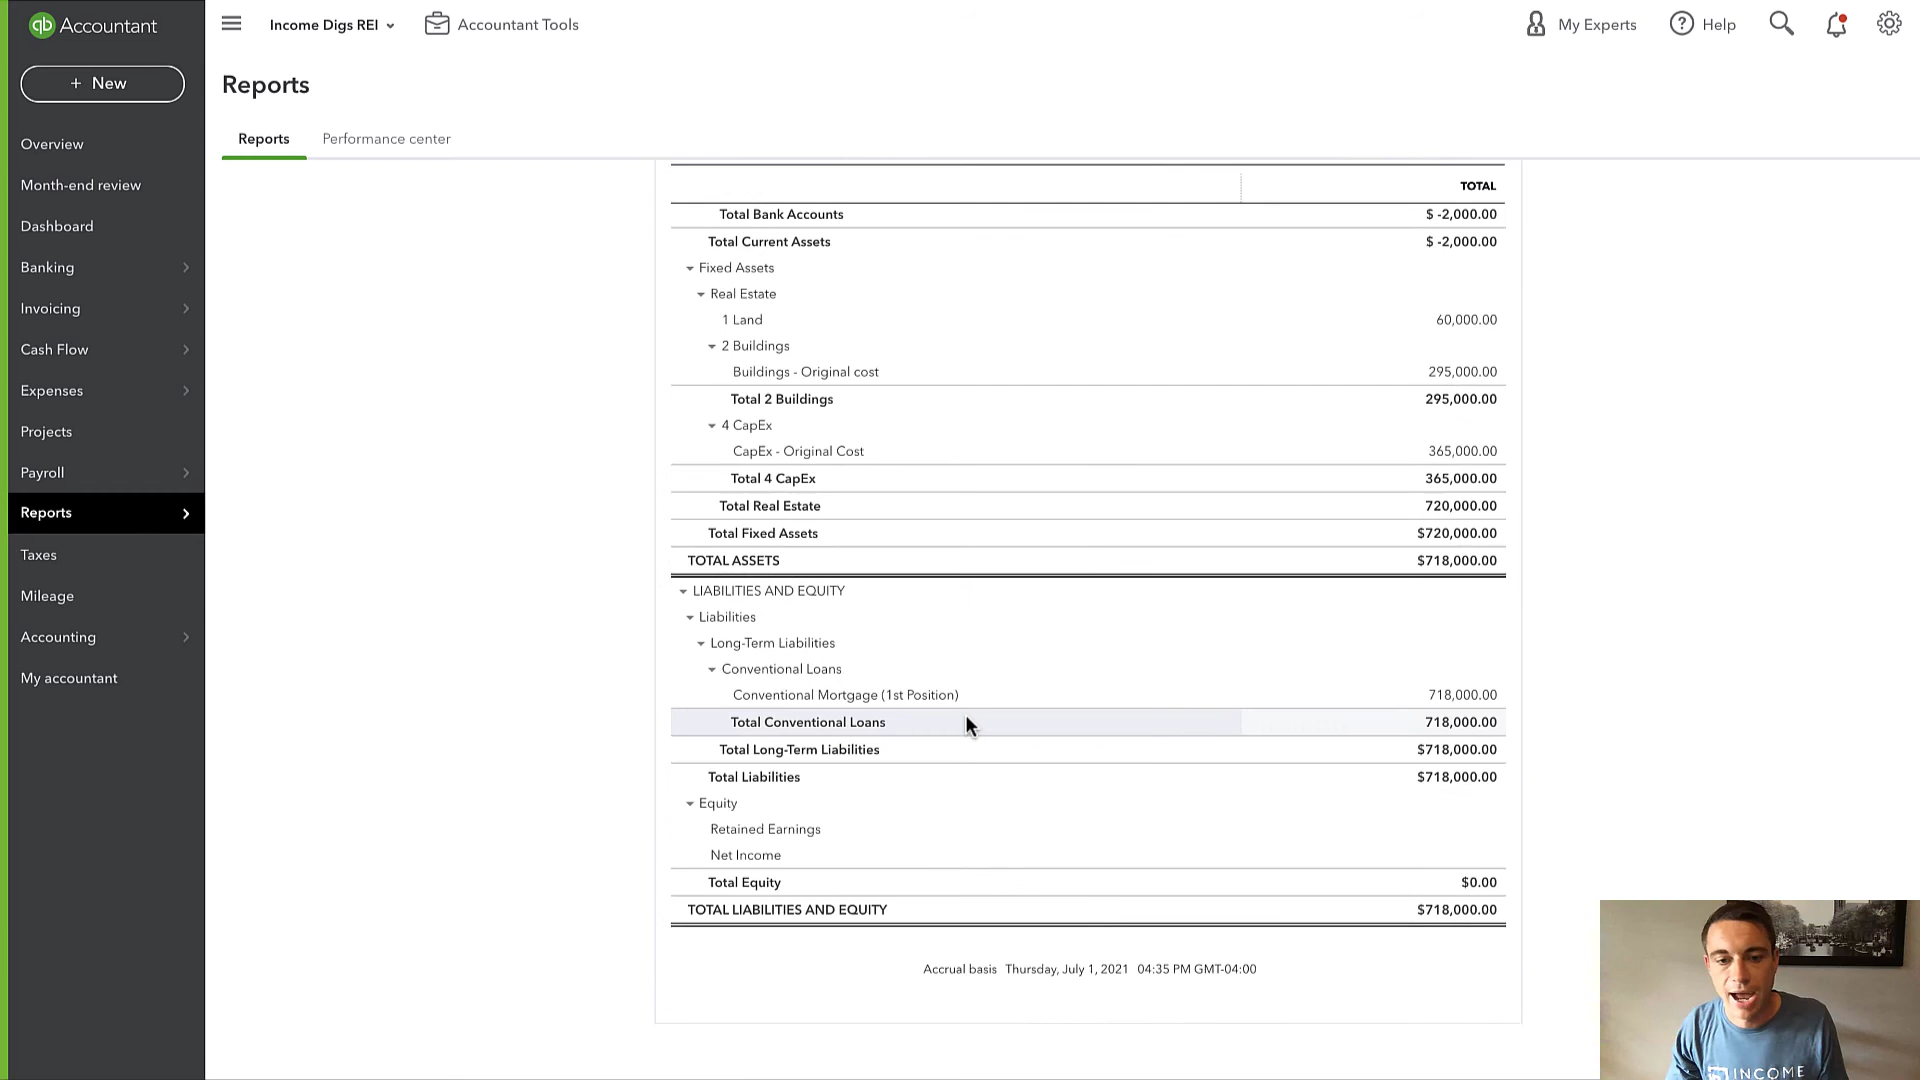 qb Accountant
Income Digs REI
Accountant Tools
My Experts
Help
+ New
Overview
Month-end review
Dashboard
Banking
Invoicing
Cash Flow
Expenses
Projects
Payroll
Reports
Taxes
Mileage
Accounting
My accountant
Reports
Reports Performance center
TOTAL
Total Bank Accounts $ -2,000.00
Total Current Assets $ -2,000.00
Fixed Assets
Real Estate
1 Land 60,000.00
2 Buildings
Buildings - Original cost 295,000.00
Total 2 Buildings 295,000.00
4 CapEx
CapEx - Original Cost 365,000.00
Total 4 CapEx 365,000.00
Total Real Estate 720,000.00
Total Fixed Assets $720,000.00
TOTAL ASSETS $718,000.00
LIABILITIES AND EQUITY
Liabilities
Long-Term Liabilities
Conventional Loans
Conventional Mortgage (1st Position) 718,000.00
Total Conventional Loans 718,000.00
Total Long-Term Liabilities $718,000.00
Total Liabilities $718,000.00
Equity
Retained Earnings
Net Income
Total Equity $0.00
TOTAL LIABILITIES AND EQUITY $718,000.00
Accrual basis Thursday, July 1, 2021 04:35 PM GMT-04:00
INCOME